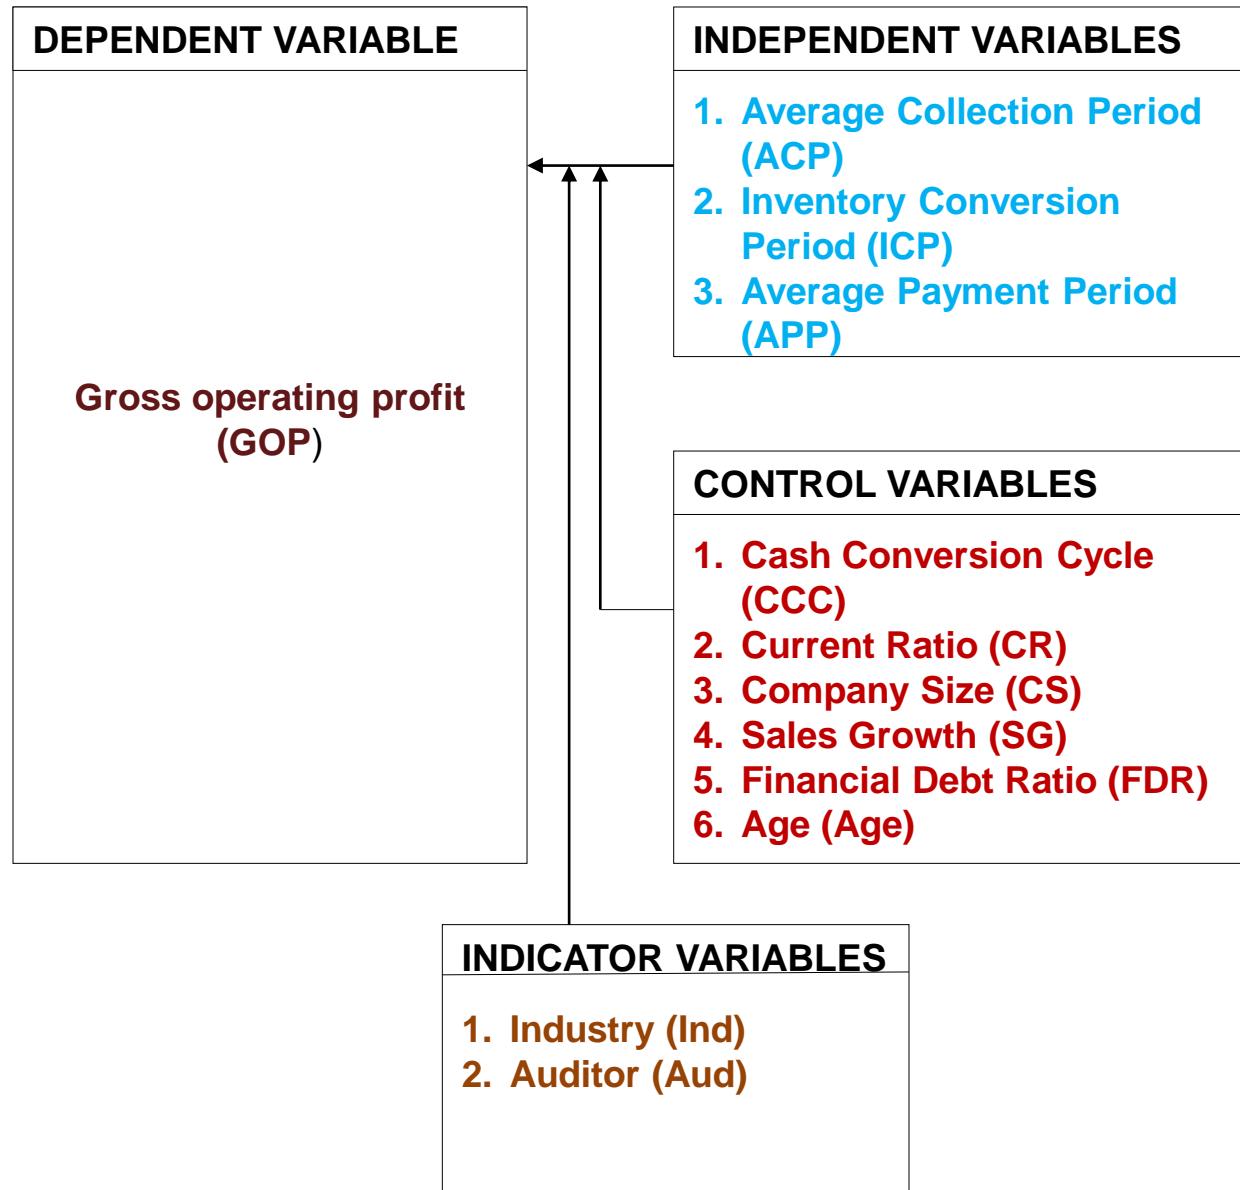 DEPENDENT VARIABLE
Gross operating profit
(GOP)
INDEPENDENT VARIABLES
1. Average Collection Period
(ACP)
2. Inventory Conversion
Period (ICP)
3. Average Payment Period
(APP)
CONTROL VARIABLES
1. Cash Conversion Cycle
(CCC)
2. Current Ratio (CR)
3. Company Size (CS)
4. Sales Growth (SG)
5. Financial Debt Ratio (FDR)
6. Age (Age)
INDICATOR VARIABLES
1. Industry (Ind)
2. Auditor (Aud)